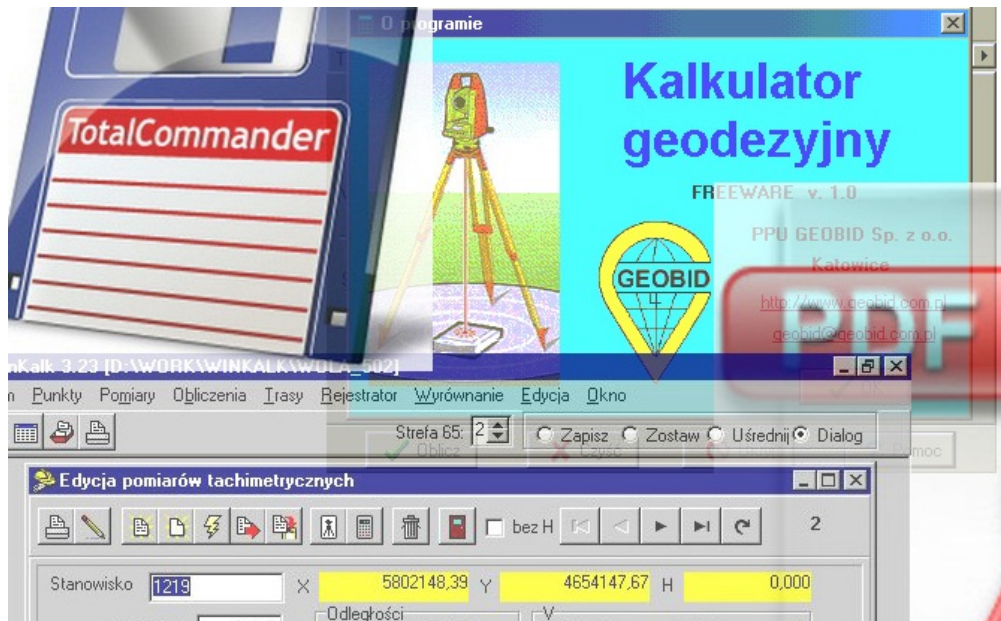 O programie
TotalCommander
Kalkulator
geodezyjny
FREEWARE v. 1.0
PPU GEOBID Sp. z o.o.
Katowice
GEOBID
http://www.geobid.com.pl
geobid@geobid.com.pl
PDF
nKalk 3.23 [D:\WORK\WINKALK\WOLA_502]
Punkty Pomiary Obliczenia Trasy Rejestrator Wyrównanie Edycja Okno
Strefa 65: 2 Zapisz Zostaw Uśrednij Dialog
Oblicz Czyść Pomoc
Edycja pomiarów tachimetrycznych
bez H 2
Stanowisko 1219 X 5802148,39 Y 4654147,67 H 0,000
Odległości V